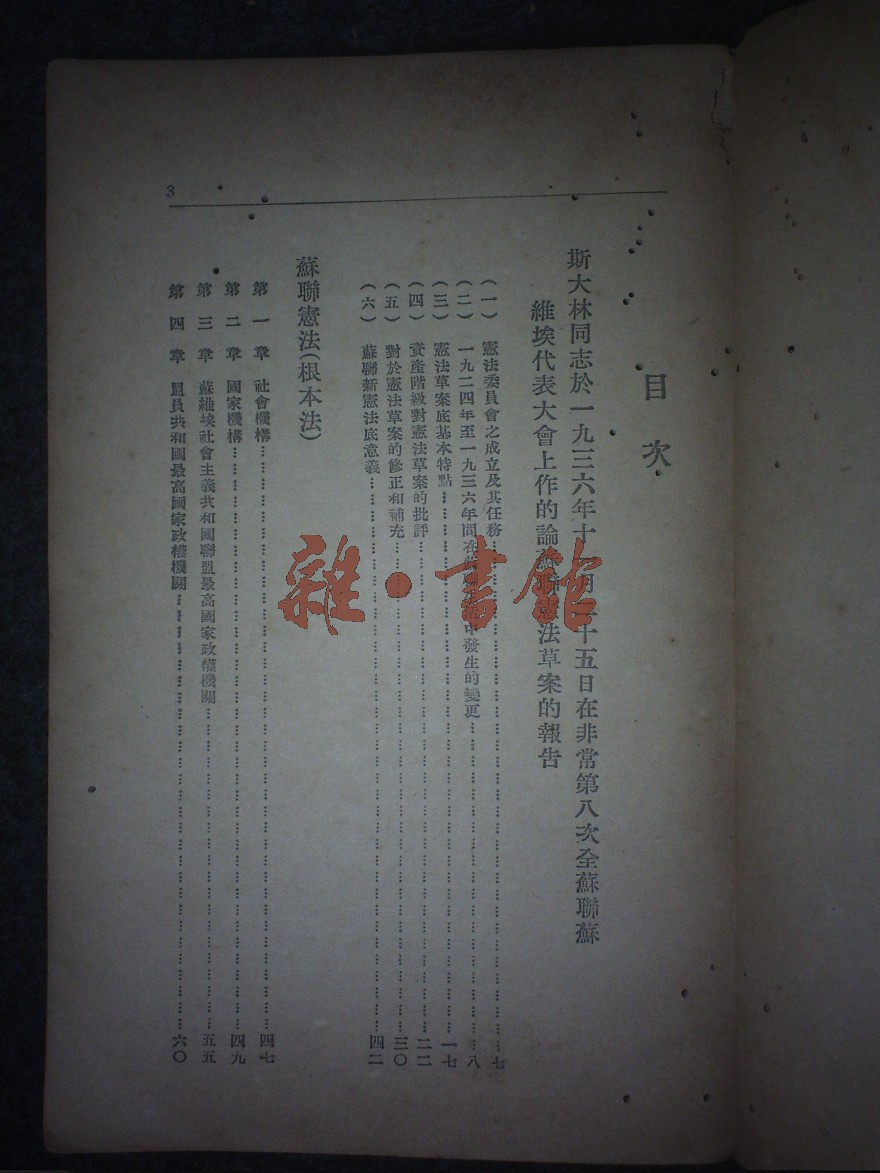 3
目次
斯大林同志於一九三六年十一月二十五日在非常第八次全蘇聯蘇
維埃代表大會上作的論蘇聯憲法草案的報告
(一) 憲法委員會之成立及其任務……七
(二) 一九二四年至一九三六年間在……中發生的變更……八
(三) 憲法草案底基本特點……一七
(四) 資產階級對憲法草案的批評……二二
(五) 對於憲法草案的修正和補充……三〇
(六) 蘇聯新憲法底意義……四二
蘇聯憲法(根本法)
第一章 社會機構……四七
第二章 國家機構……四九
第三章 蘇維埃社會主義共和國聯盟最高國家政權機關……五五
第四章 盟員共和國最高國家政權機關……六〇
雜·書館